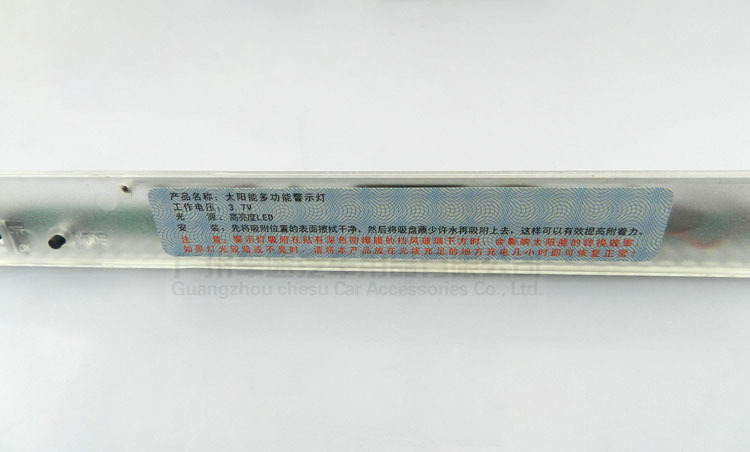 产品名称：太阳能多功能警示灯
工作电压：3.7V
光　源：高亮度LED
安　装：先将吸附位置的表面擦拭干净，然后将吸盘蘸少许水再吸附上去，这样可以有效提高附着力。
注　意：警示灯吸附在贴有深色防爆膜的挡风玻璃下方时，会影响太阳能的转换效率
如果灯光较暗或不亮时　请将本产品放在光线充足的地方充电几小时即可恢复正常！
Guangzhou chesu Car Accessories Co., Ltd.